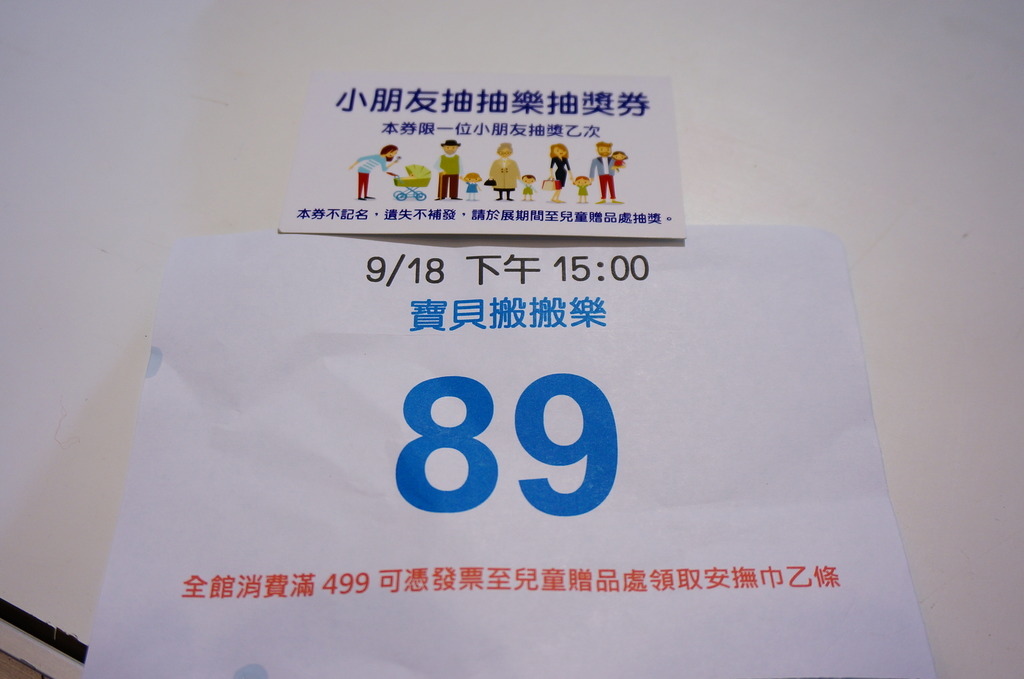 小朋友抽抽樂抽獎券
本券限一位小朋友抽獎乙次
本券不記名，遺失不補發，請於展期間至兒童贈品處抽獎。
9/18 下午 15:00
寶貝搬搬樂
89
全館消費滿 499 可憑發票至兒童贈品處領取安撫巾乙條